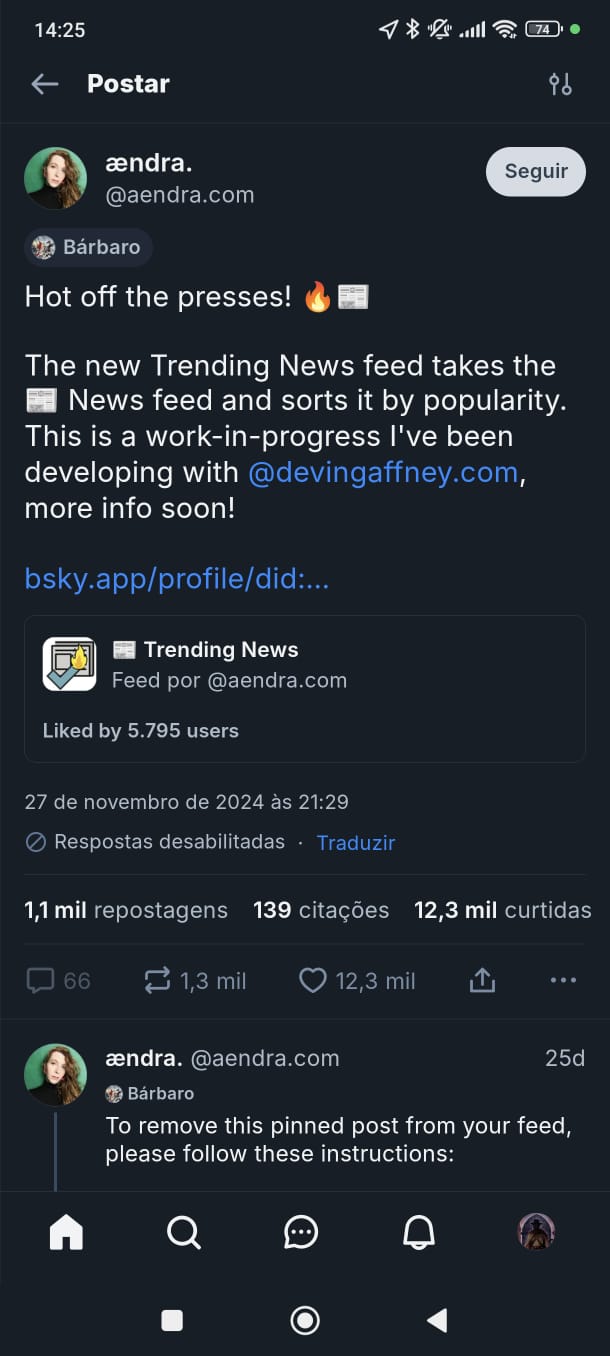 14:25
74
Postar
ændra.
@aendra.com
Seguir
Bárbaro
Hot off the presses! 🔥📰
The new Trending News feed takes the
📰 News feed and sorts it by popularity.
This is a work-in-progress I've been
developing with @devingaffney.com,
more info soon!
bsky.app/profile/did:...
📰 Trending News
Feed por @aendra.com
Liked by 5.795 users
27 de novembro de 2024 às 21:29
Respostas desabilitadas · Traduzir
1,1 mil repostagens 139 citações 12,3 mil curtidas
66 1,3 mil 12,3 mil
ændra. @aendra.com 25d
Bárbaro
To remove this pinned post from your feed,
please follow these instructions: